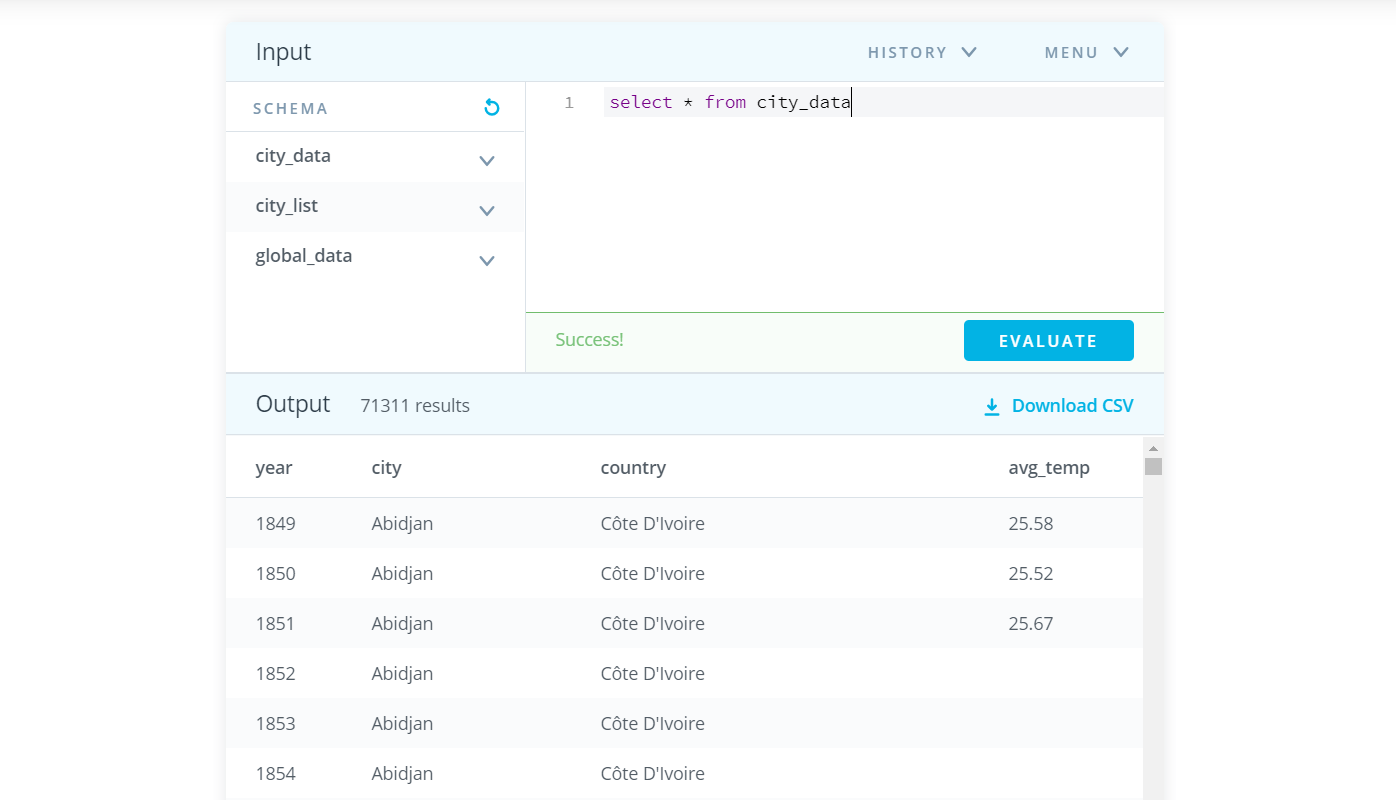 Input HISTORY MENU
SCHEMA
city_data
city_list
global_data
1 select * from city_data
Success! EVALUATE
Output 71311 results Download CSV
year city country avg_temp
1849 Abidjan Côte D'Ivoire 25.58
1850 Abidjan Côte D'Ivoire 25.52
1851 Abidjan Côte D'Ivoire 25.67
1852 Abidjan Côte D'Ivoire
1853 Abidjan Côte D'Ivoire
1854 Abidjan Côte D'Ivoire